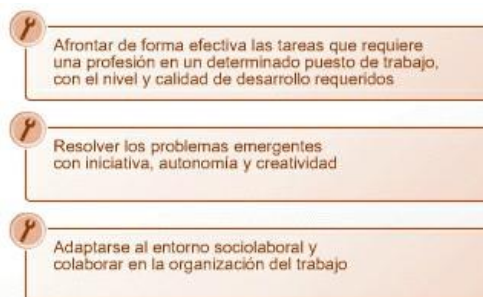 Afrontar de forma efectiva las tareas que requiere
una profesión en un determinado puesto de trabajo,
con el nivel y calidad de desarrollo requeridos
Resolver los problemas emergentes
con iniciativa, autonomía y creatividad
Adaptarse al entorno sociolaboral y
colaborar en la organización del trabajo